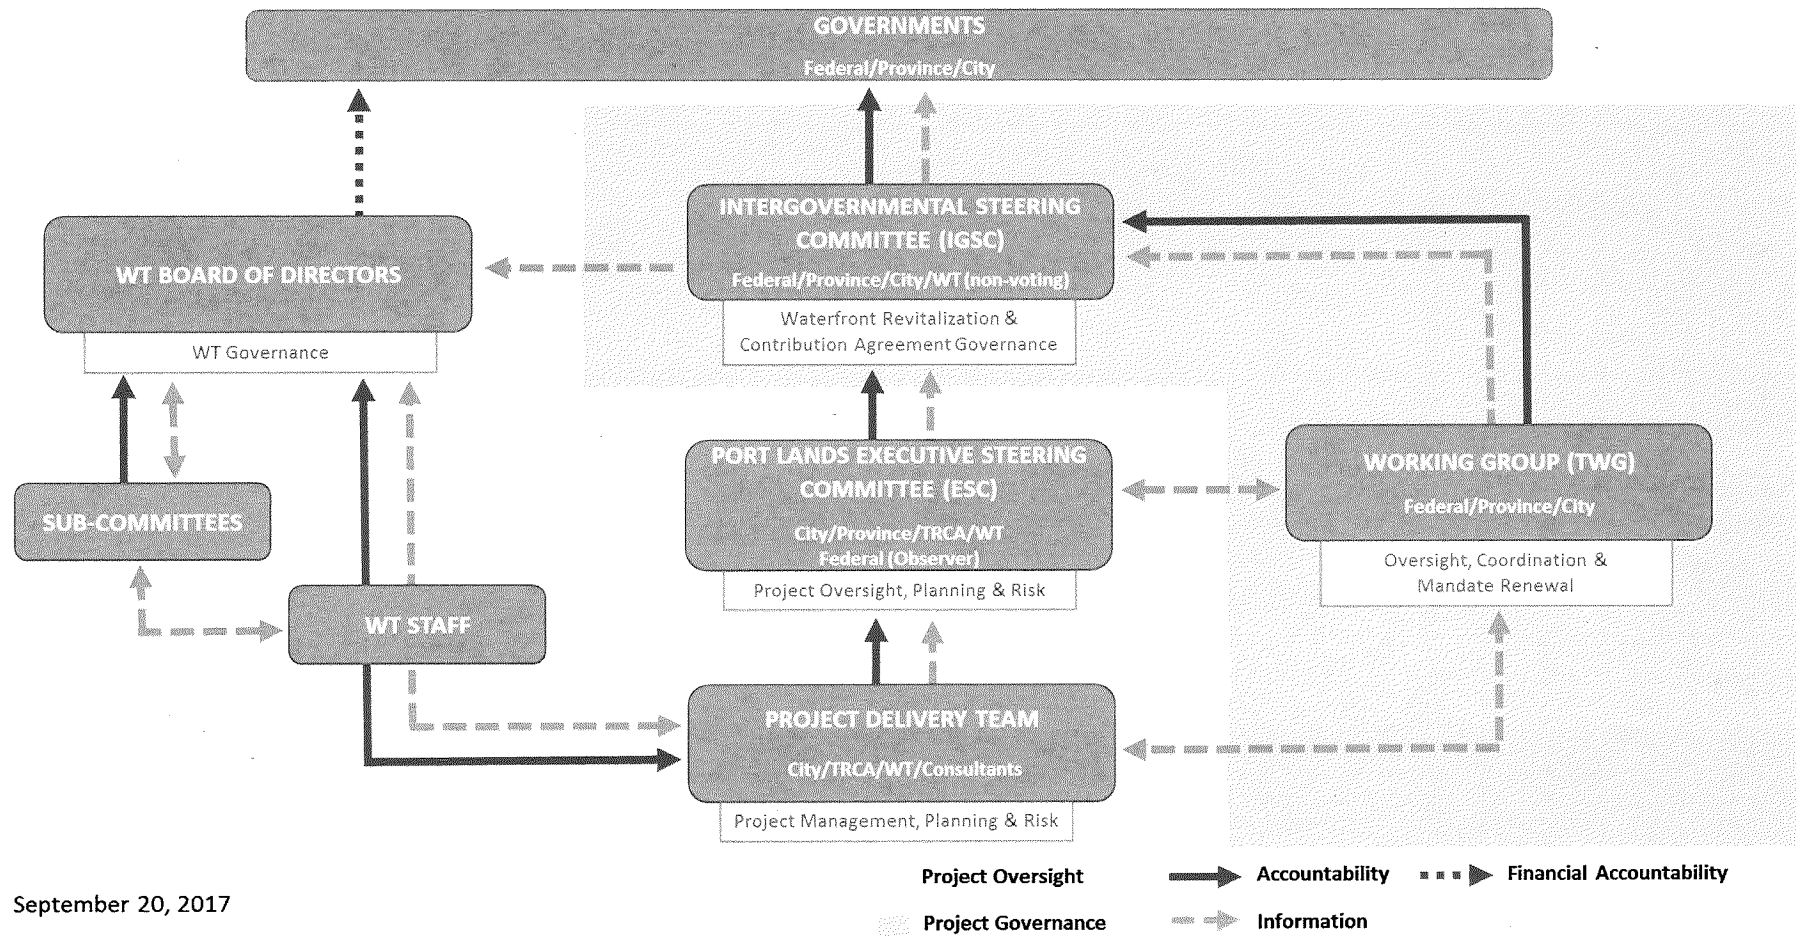 GOVERNMENTS
Federal/Province/City
INTERGOVERNMENTAL STEERING
COMMITTEE (IGSC)
Federal/Province/City/WT (non-voting)
Waterfront Revitalization &
Contribution Agreement Governance
WT BOARD OF DIRECTORS
WT Governance
PORT LANDS EXECUTIVE STEERING
COMMITTEE (ESC)
City/Province/TRCA/WT
Federal (Observer)
Project Oversight, Planning & Risk
WORKING GROUP (TWG)
Federal/Province/City
Oversight, Coordination &
Mandate Renewal
SUB-COMMITTEES
WT STAFF
PROJECT DELIVERY TEAM
City/TRCA/WT/Consultants
Project Management, Planning & Risk
Project Oversight
Accountability
Financial Accountability
Project Governance
Information
September 20, 2017